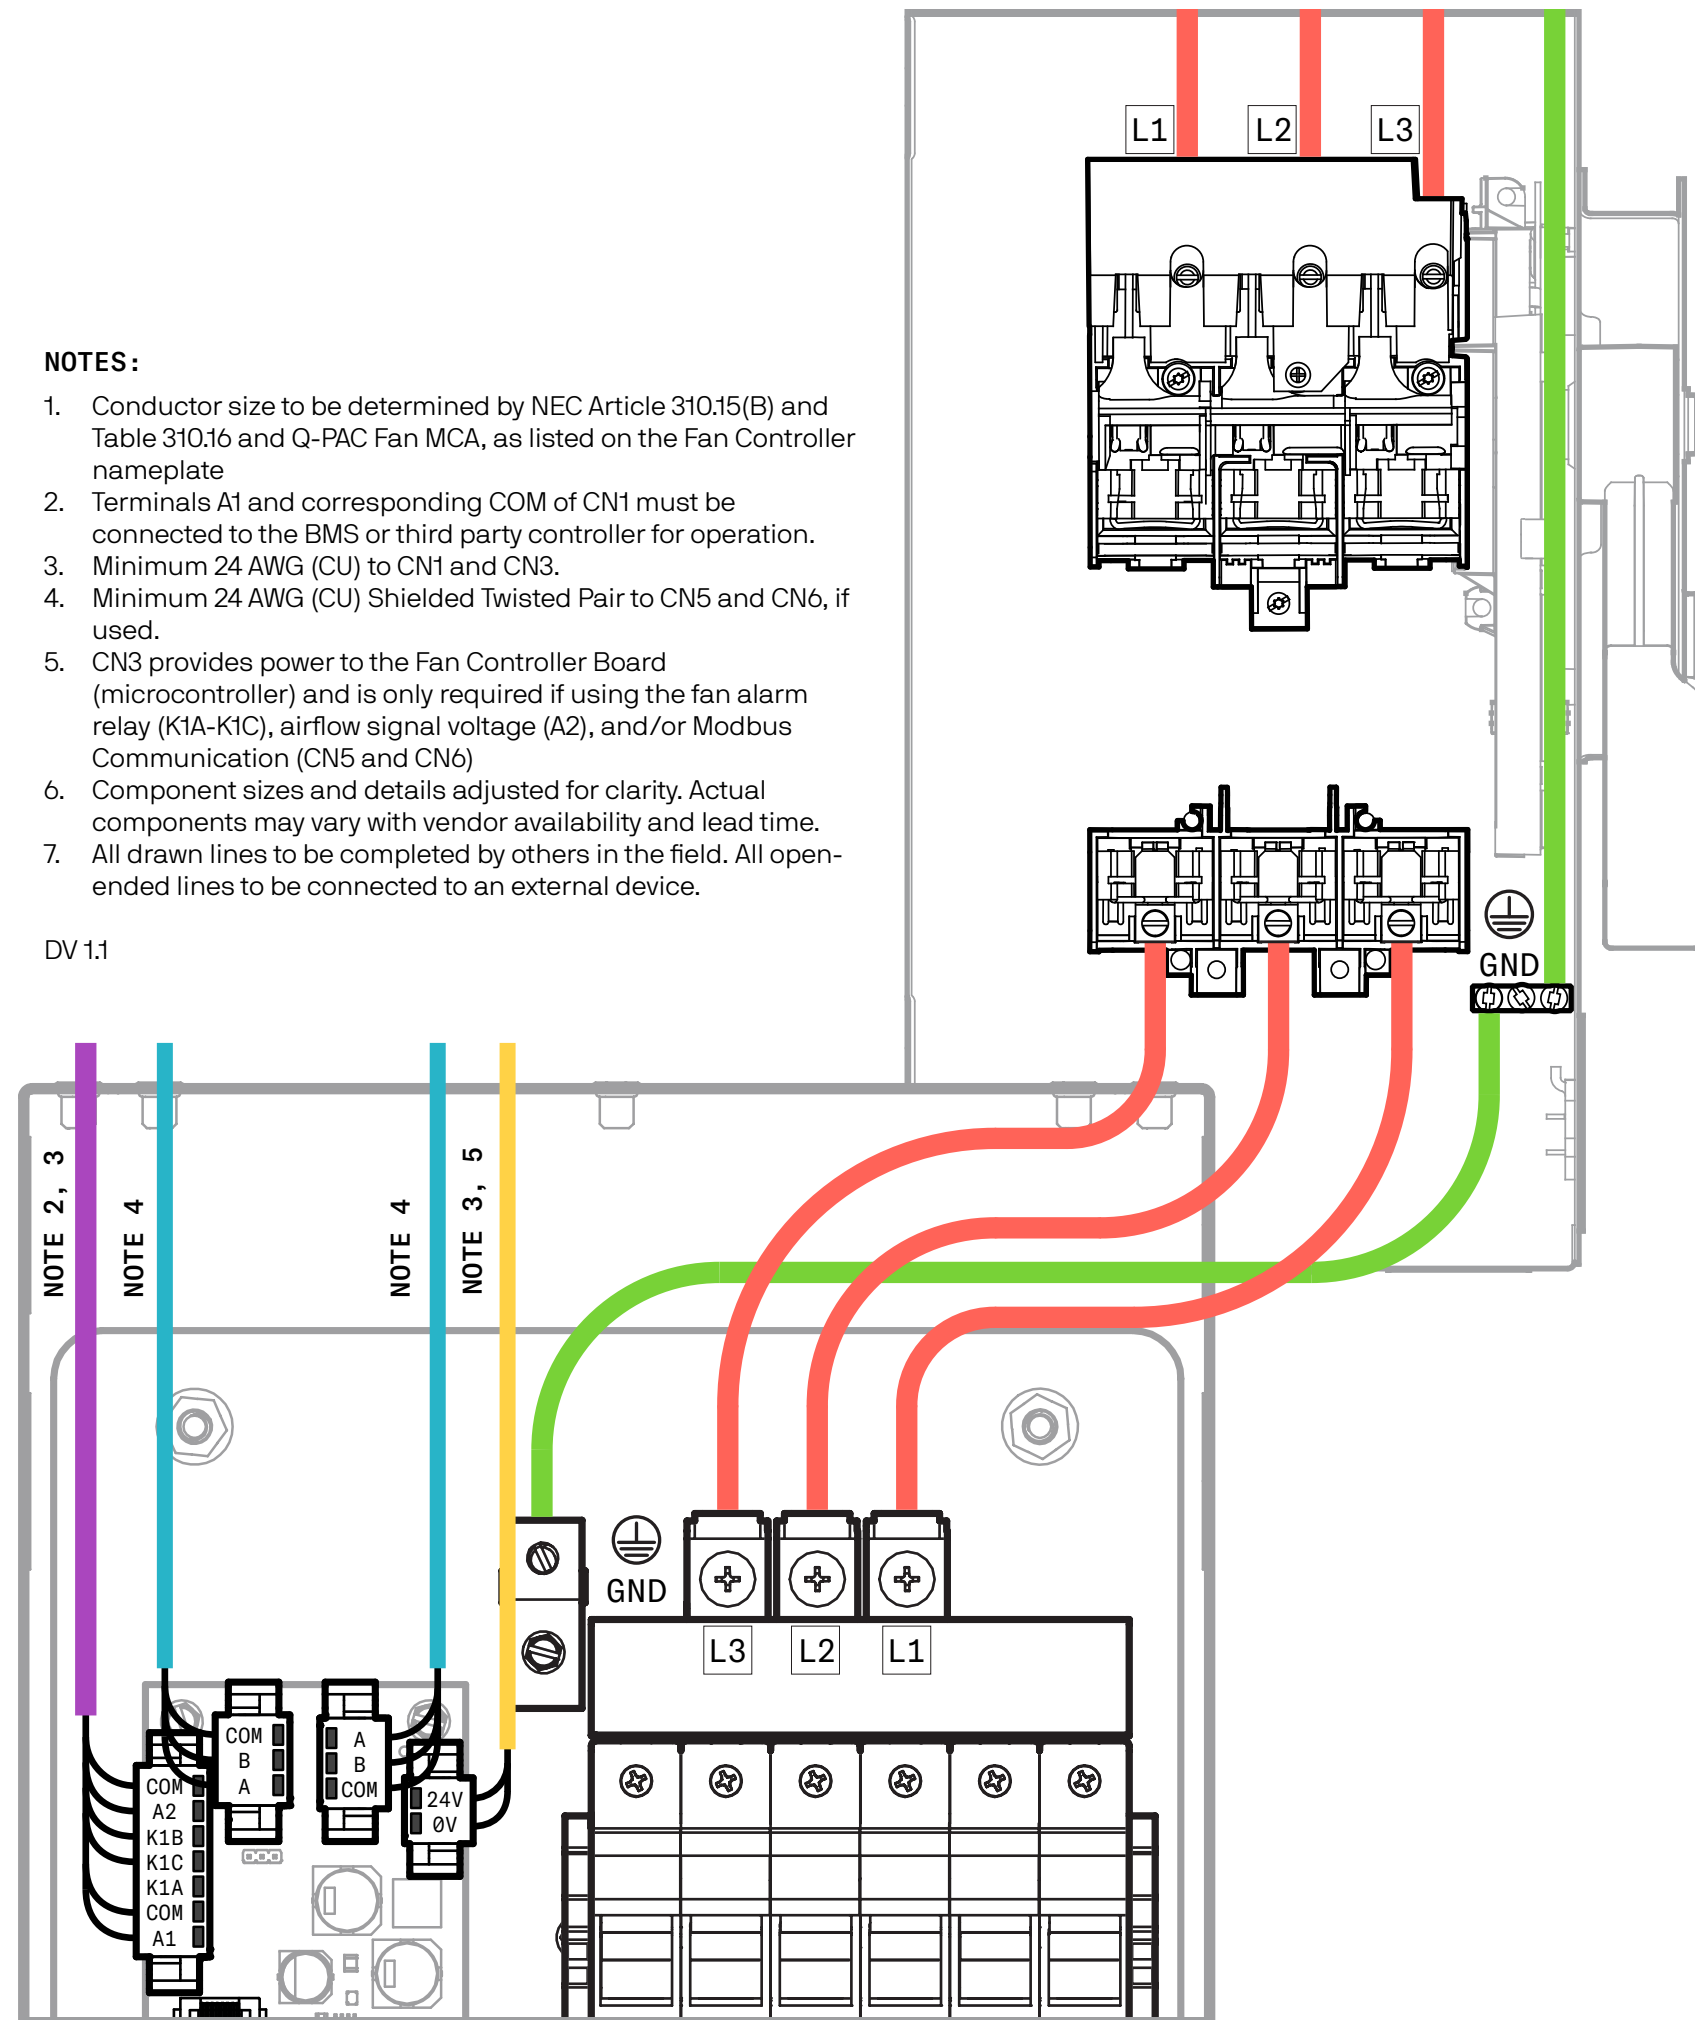 L1 L2 L3
NOTES:
1. Conductor size to be determined by NEC Article 310.15(B) and
Table 310.16 and Q-PAC Fan MCA, as listed on the Fan Controller
nameplate
2. Terminals A1 and corresponding COM of CN1 must be
connected to the BMS or third party controller for operation.
3. Minimum 24 AWG (CU) to CN1 and CN3.
4. Minimum 24 AWG (CU) Shielded Twisted Pair to CN5 and CN6, if
used.
5. CN3 provides power to the Fan Controller Board
(microcontroller) and is only required if using the fan alarm
relay (K1A-K1C), airflow signal voltage (A2), and/or Modbus
Communication (CN5 and CN6)
6. Component sizes and details adjusted for clarity. Actual
components may vary with vendor availability and lead time.
7. All drawn lines to be completed by others in the field. All open-
ended lines to be connected to an external device.
DV 1.1
GND
NOTE 2, 3
NOTE 4
NOTE 4
NOTE 3, 5
GND
L3 L2 L1
COM
B
A
A
B
COM
24V
0V
COM
A2
K1B
K1C
K1A
COM
A1